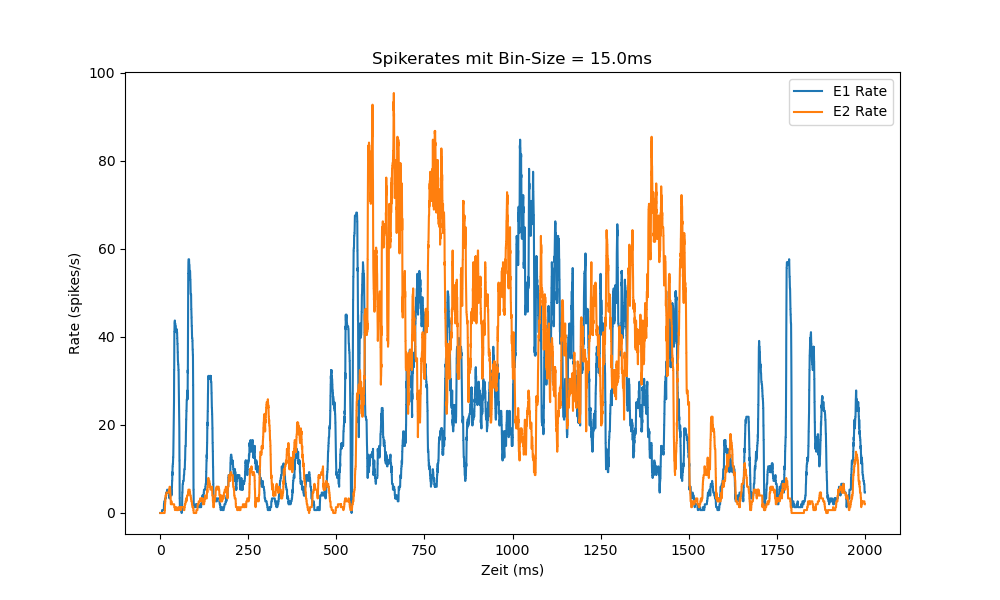 Spikerates mit Bin-Size = 15.0ms
E1 Rate
E2 Rate
Rate (spikes/s)
100
80
60
40
20
0
0 250 500 750 1000 1250 1500 1750 2000
Zeit (ms)